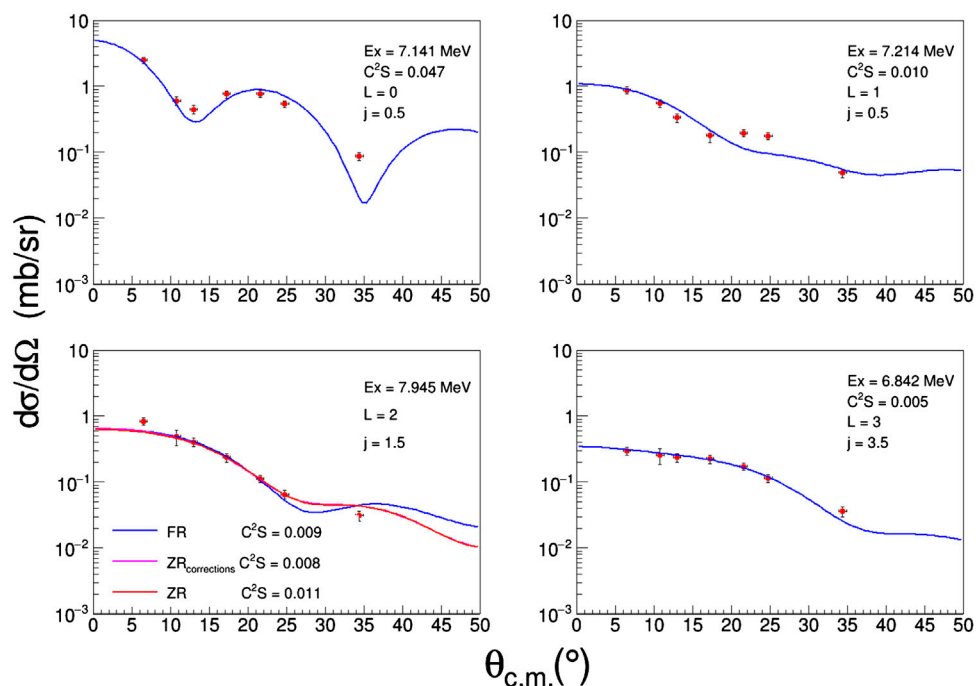 dσ/dΩ (mb/sr)
10
1
10⁻¹
10⁻²
10⁻³
0 5 10 15 20 25 30 35 40 45 50
Ex = 7.141 MeV
C²S = 0.047
L = 0
j = 0.5
10
1
10⁻¹
10⁻²
10⁻³
0 5 10 15 20 25 30 35 40 45 50
Ex = 7.214 MeV
C²S = 0.010
L = 1
j = 0.5
10
1
10⁻¹
10⁻²
10⁻³
0 5 10 15 20 25 30 35 40 45 50
Ex = 7.945 MeV
L = 2
j = 1.5
FR C²S = 0.009
ZRcorrections C²S = 0.008
ZR C²S = 0.011
10
1
10⁻¹
10⁻²
10⁻³
0 5 10 15 20 25 30 35 40 45 50
Ex = 6.842 MeV
C²S = 0.005
L = 3
j = 3.5
θc.m.(°)